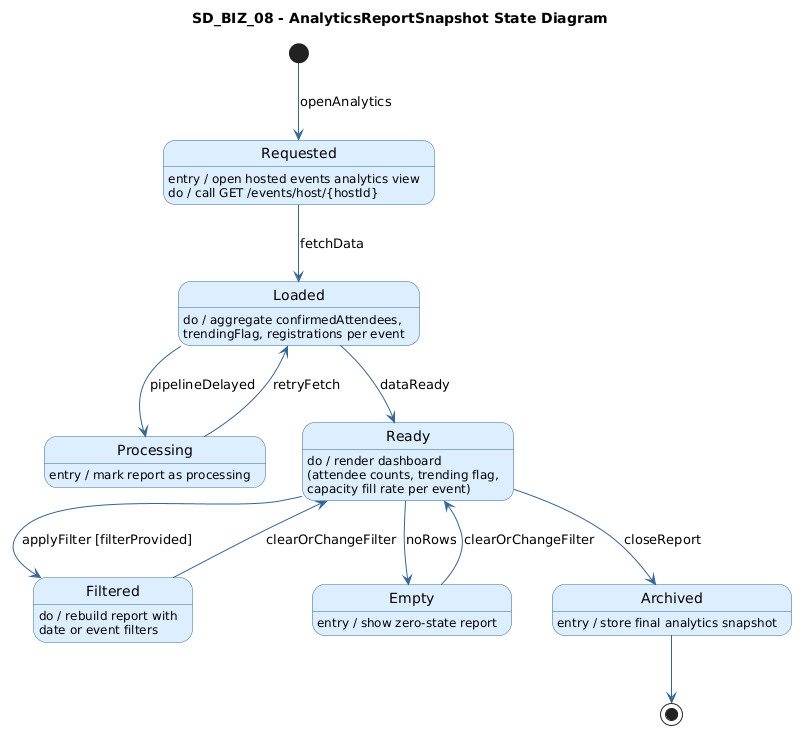 SD_BIZ_08 - AnalyticsReportSnapshot State Diagram
openAnalytics
Requested
entry / open hosted events analytics view
do / call GET /events/host/{hostId}
fetchData
Loaded
do / aggregate confirmedAttendees,
trendingFlag, registrations per event
pipelineDelayed
retryFetch
dataReady
Processing
entry / mark report as processing
Ready
do / render dashboard
(attendee counts, trending flag,
capacity fill rate per event)
applyFilter [filterProvided]
clearOrChangeFilter
noRows
clearOrChangeFilter
closeReport
Filtered
do / rebuild report with
date or event filters
Empty
entry / show zero-state report
Archived
entry / store final analytics snapshot